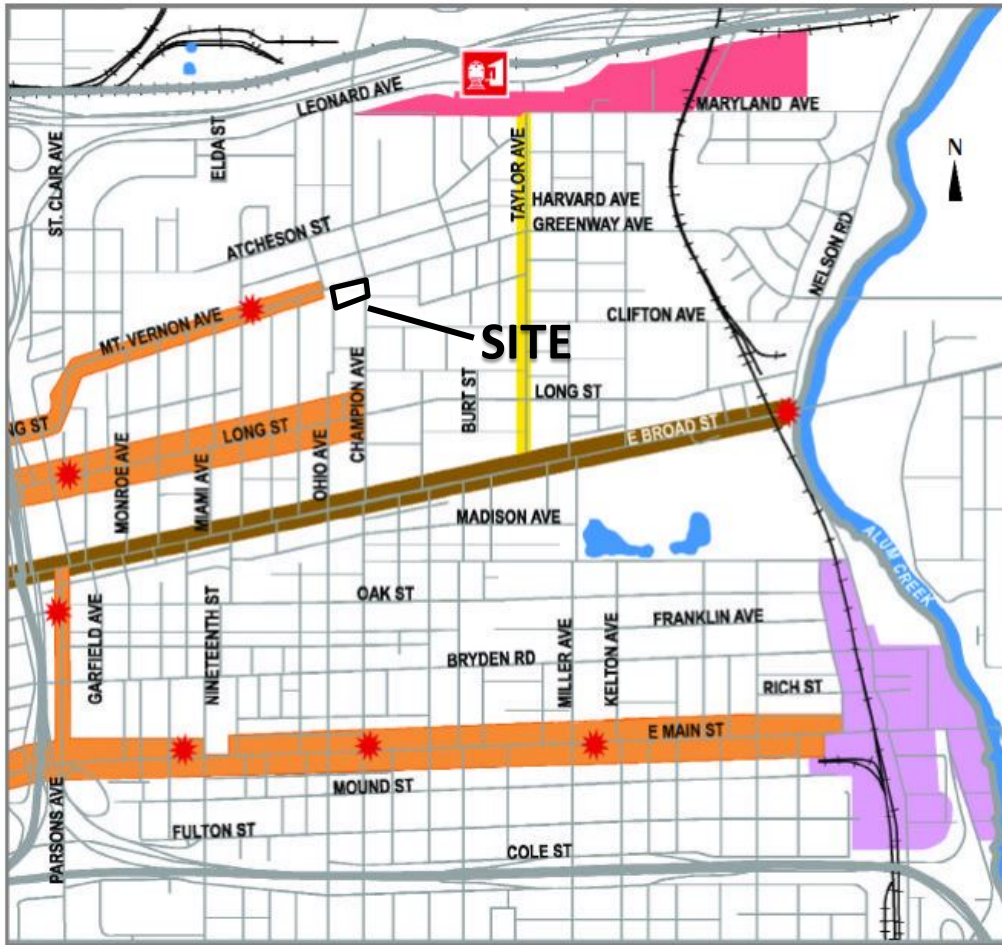 LEONARD AVE
MARYLAND AVE
ST. CLAIR AVE
ELDA ST
TAYLOR AVE
N
HARVARD AVE
GREENWAY AVE
ATCHESON ST
NELSON RD
MT. VERNON AVE
CLIFTON AVE
SITE
NG ST
LONG ST
LONG ST
CHAMPION AVE
BURT ST
E BROAD ST
MONROE AVE
MIAMI AVE
OHIO AVE
MADISON AVE
ALUM CREEK
OAK ST
GARFIELD AVE
NINETEENTH ST
FRANKLIN AVE
BRYDEN RD
MILLER AVE
KELTON AVE
RICH ST
E MAIN ST
MOUND ST
PARSONS AVE
FULTON ST
COLE ST